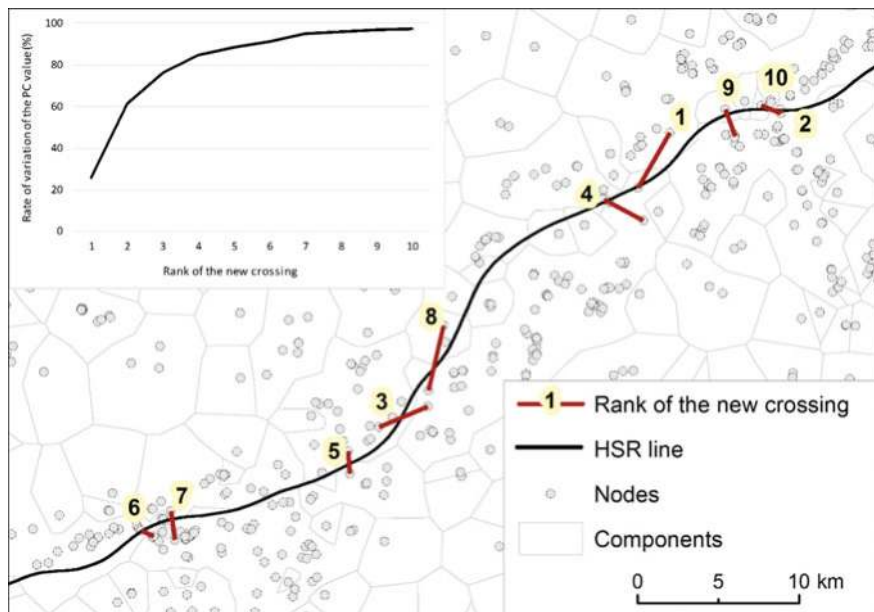 100
80
60
40
20
0
Rate of variation of the PC value (%)
1 2 3 4 5 6 7 8 9 10
Rank of the new crossing
10
9
1
2
4
8
3
5
7
6
1 Rank of the new crossing
HSR line
Nodes
Components
0 5 10 km